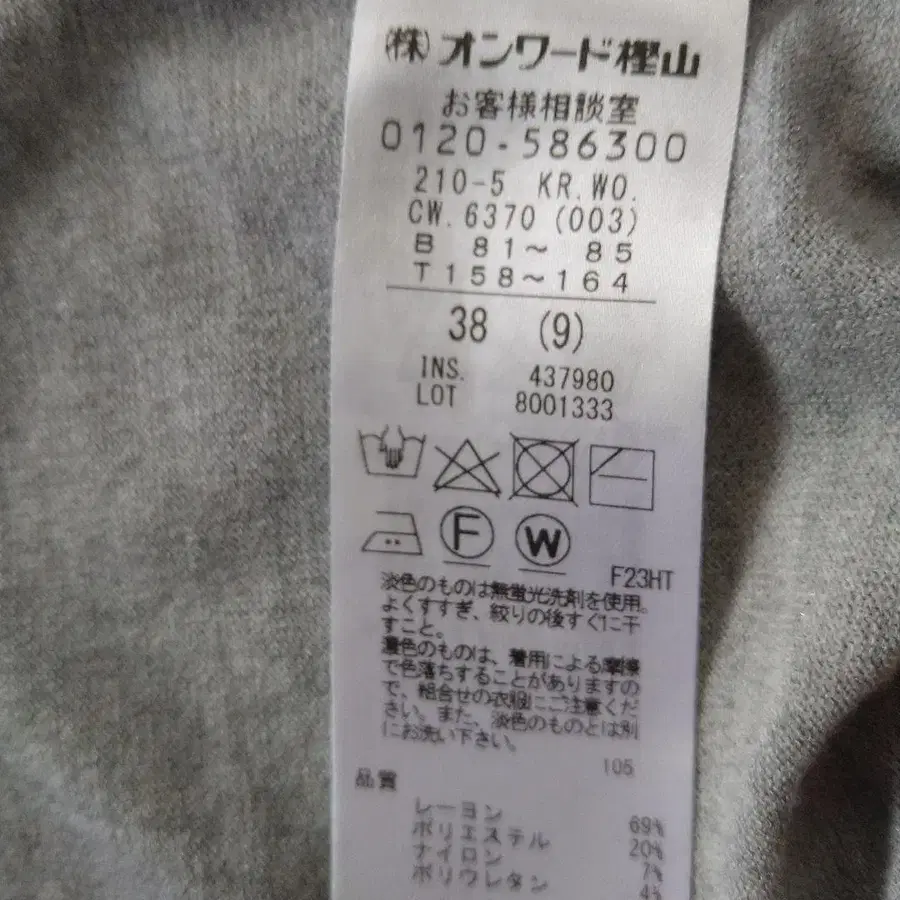 ㈱オンワード樫山
お客様相談室
0120-586300
210-5 KR.WO.
CW.6370 (003)
B 81〜 85
T158〜164
38 (9)
INS. 437980
LOT 8001333
F W
F23HT
淡色のものは無蛍光洗剤を使用。
よくすすぎ、絞りの後すぐに干
すこと。
濃色のものは、着用による摩擦
で色落ちすることがありますの
で、組合せの衣服にご注意くだ
さい。また、淡色のものとは別
にお洗い下さい。
105
品質
レーヨン 69%
ポリエステル 20%
ナイロン 7%
ポリウレタン 4%